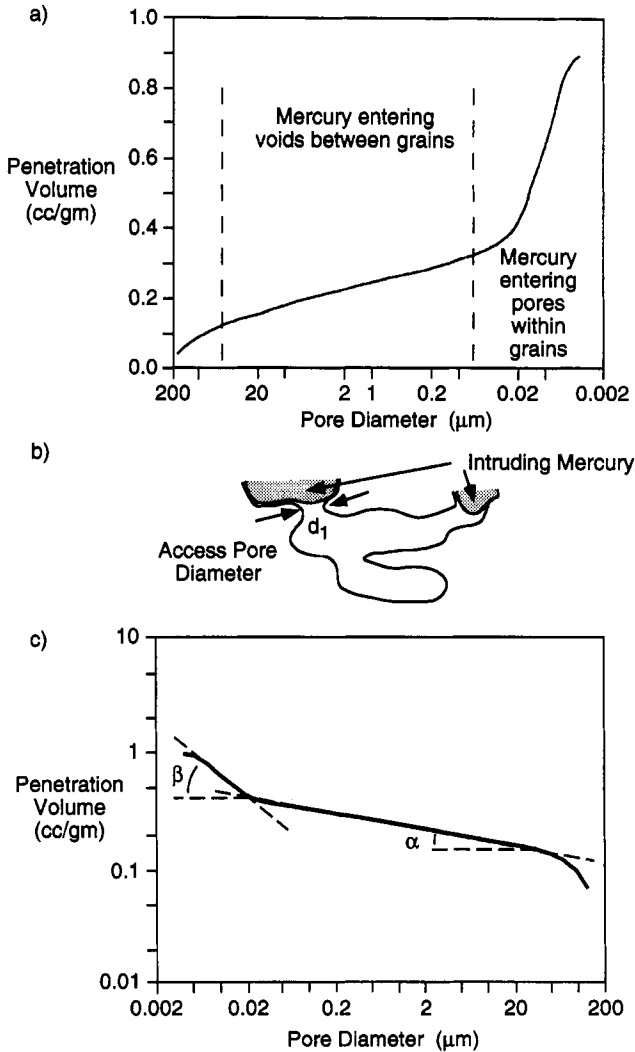 a)
1.0
0.8
0.6
0.4
0.2
0.0
Penetration
Volume
(cc/gm)
Mercury entering
voids between grains
Mercury
entering
pores
within
grains
200 20 2 1 0.2 0.02 0.002
Pore Diameter (μm)
b)
Intruding Mercury
d1
Access Pore
Diameter
c)
10
1
0.1
0.01
Penetration
Volume
(cc/gm)
β
α
0.002 0.02 0.2 2 20 200
Pore Diameter (μm)